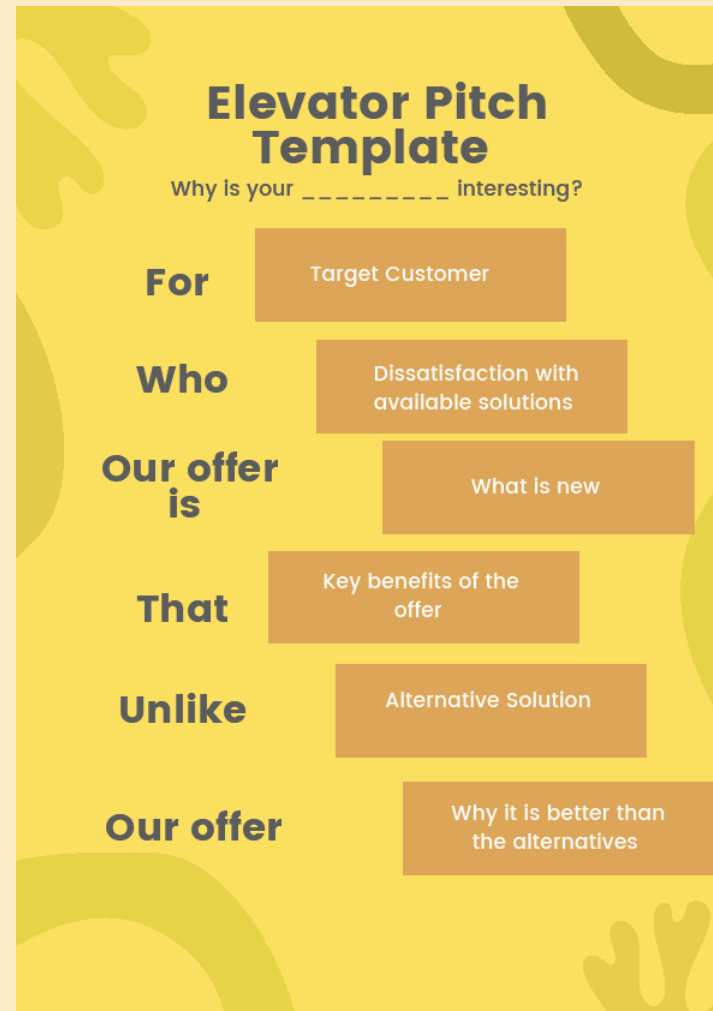 Elevator Pitch
Template
Why is your _________ interesting?
For
Target Customer
Who
Dissatisfaction with
available solutions
Our offer
is
What is new
That
Key benefits of the
offer
Unlike
Alternative Solution
Our offer
Why it is better than
the alternatives